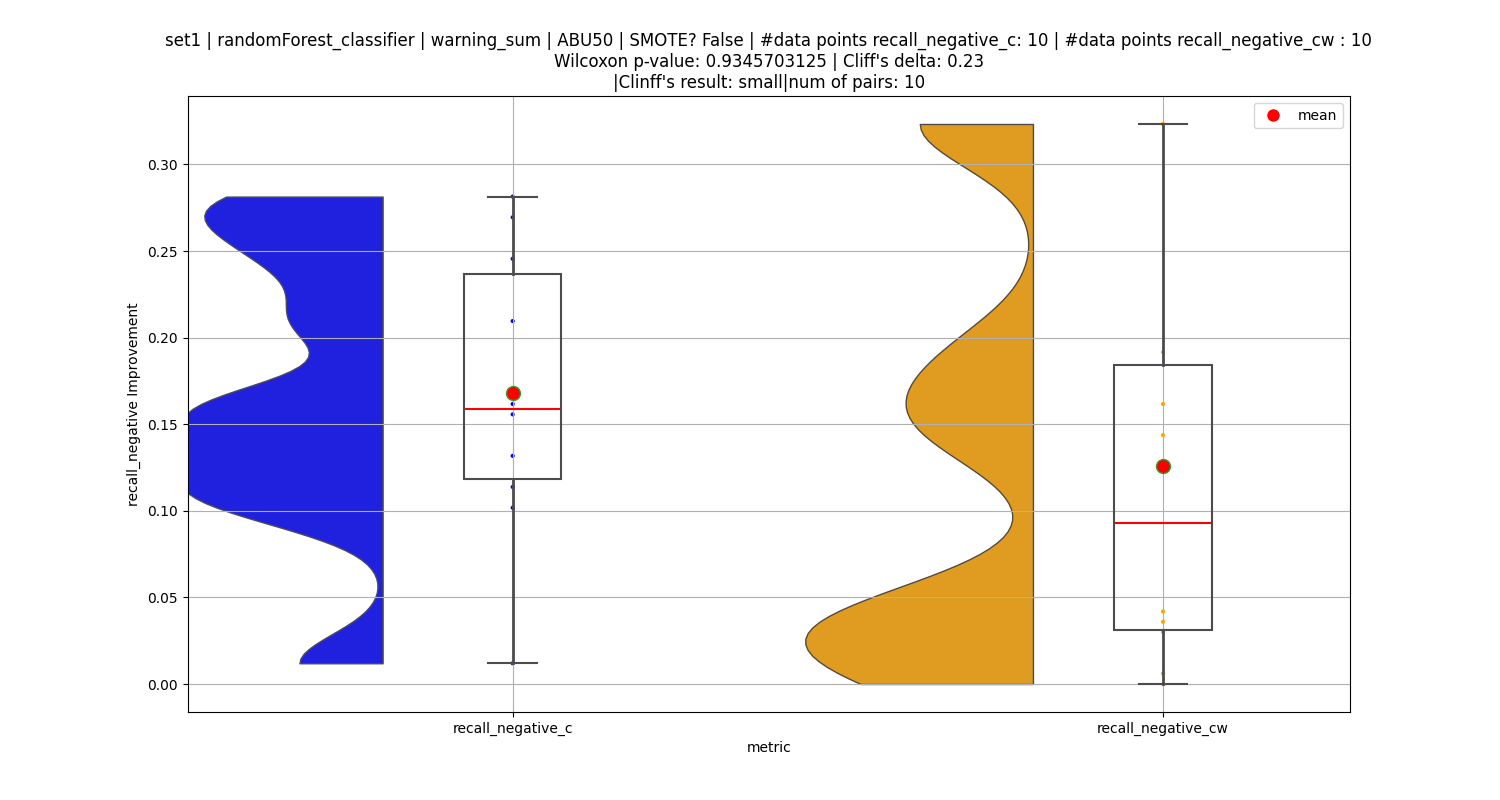 set1 | randomForest_classifier | warning_sum | ABU50 | SMOTE? False | #data points recall_negative_c: 10 | #data points recall_negative_cw : 10
Wilcoxon p-value: 0.9345703125 | Cliff's delta: 0.23
|Clinff's result: small|num of pairs: 10
mean
0.30
0.25
0.20
0.15
0.10
0.05
0.00
recall_negative Improvement
recall_negative_c
recall_negative_cw
metric